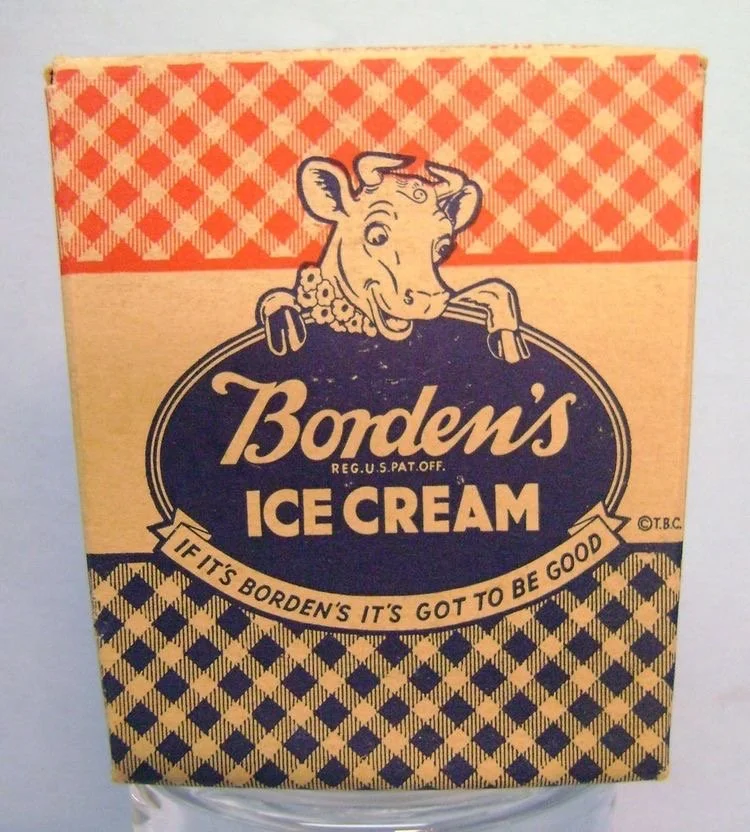 Borden's
REG.U.S.PAT.OFF.
ICE CREAM
©T.B.C.
IF IT'S BORDEN'S IT'S GOT TO BE GOOD